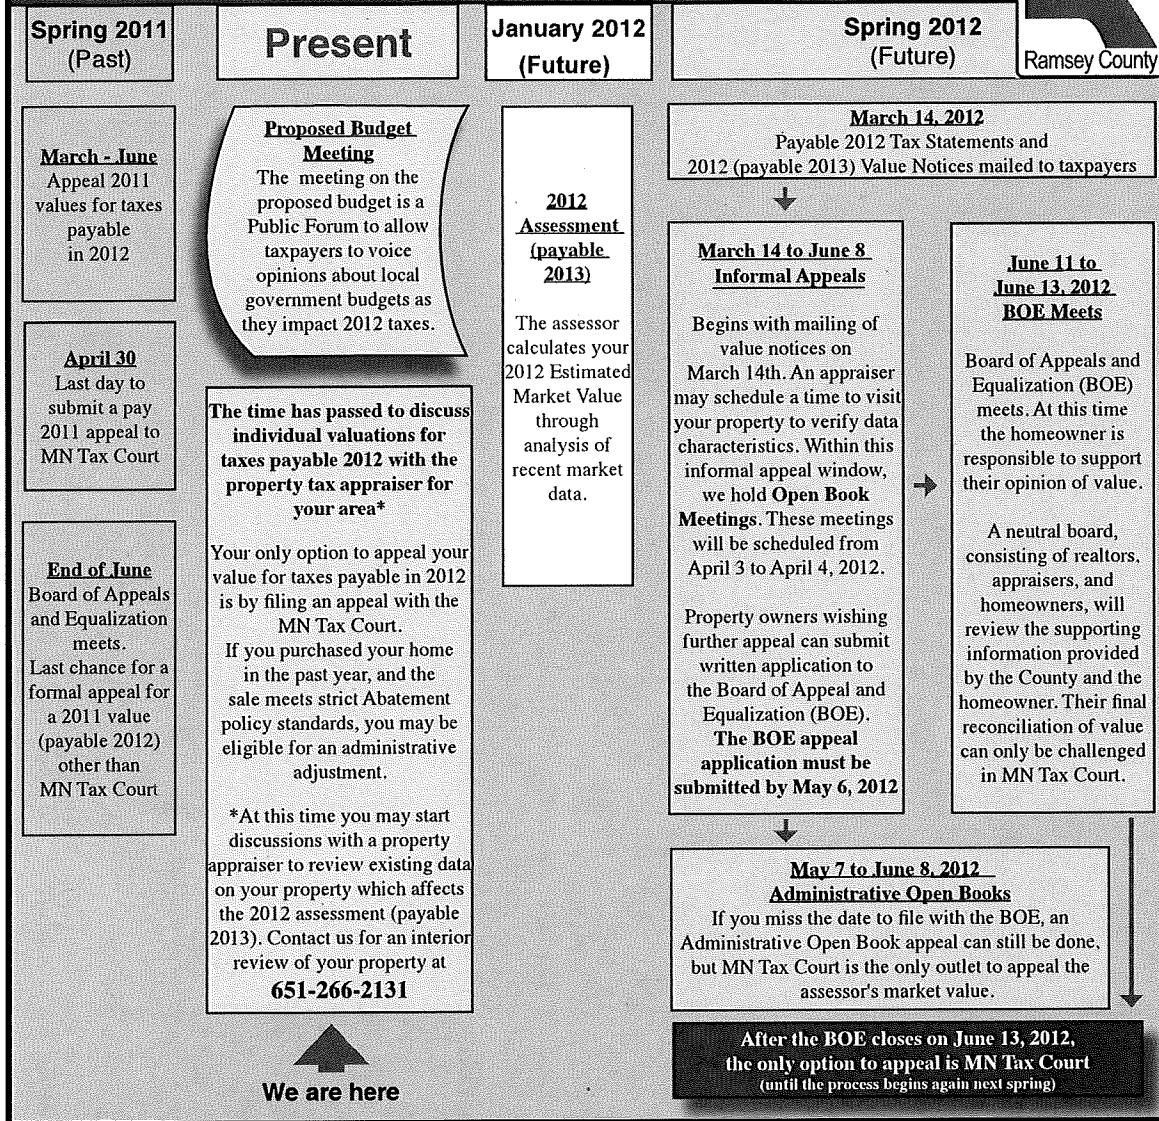 Spring 2011
(Past)
Present
January 2012
(Future)
Spring 2012
(Future)
Ramsey County
March - June
Appeal 2011
values for taxes
payable
in 2012
April 30
Last day to
submit a pay
2011 appeal to
MN Tax Court
End of June
Board of Appeals
and Equalization
meets.
Last chance for a
formal appeal for
a 2011 value
(payable 2012)
other than
MN Tax Court
Proposed Budget
Meeting
The meeting on the
proposed budget is a
Public Forum to allow
taxpayers to voice
opinions about local
government budgets as
they impact 2012 taxes.
The time has passed to discuss
individual valuations for
taxes payable 2012 with the
property tax appraiser for
your area*
Your only option to appeal your
value for taxes payable in 2012
is by filing an appeal with the
MN Tax Court.
If you purchased your home
in the past year, and the
sale meets strict Abatement
policy standards, you may be
eligible for an administrative
adjustment.
*At this time you may start
discussions with a property
appraiser to review existing data
on your property which affects
the 2012 assessment (payable
2013). Contact us for an interior
review of your property at
651-266-2131
We are here
2012
Assessment
(payable
2013)
The assessor
calculates your
2012 Estimated
Market Value
through
analysis of
recent market
data.
March 14, 2012
Payable 2012 Tax Statements and
2012 (payable 2013) Value Notices mailed to taxpayers
March 14 to June 8
Informal Appeals
Begins with mailing of
value notices on
March 14th. An appraiser
may schedule a time to visit
your property to verify data
characteristics. Within this
informal appeal window,
we hold Open Book
Meetings. These meetings
will be scheduled from
April 3 to April 4, 2012.
Property owners wishing
further appeal can submit
written application to
the Board of Appeal and
Equalization (BOE).
The BOE appeal
application must be
submitted by May 6, 2012
June 11 to
June 13, 2012
BOE Meets
Board of Appeals and
Equalization (BOE)
meets. At this time
the homeowner is
responsible to support
their opinion of value.
A neutral board,
consisting of realtors,
appraisers, and
homeowners, will
review the supporting
information provided
by the County and the
homeowner. Their final
reconciliation of value
can only be challenged
in MN Tax Court.
May 7 to June 8, 2012
Administrative Open Books
If you miss the date to file with the BOE, an
Administrative Open Book appeal can still be done,
but MN Tax Court is the only outlet to appeal the
assessor's market value.
After the BOE closes on June 13, 2012,
the only option to appeal is MN Tax Court
(until the process begins again next spring)